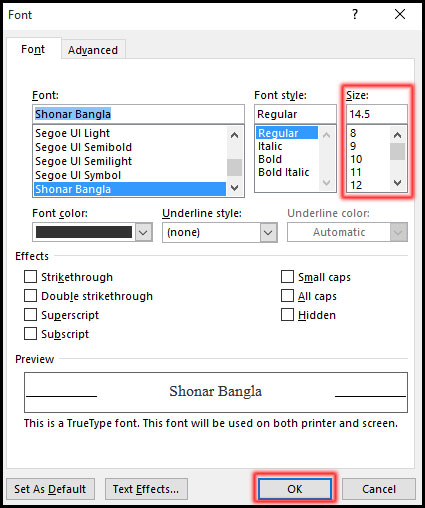 Font ?
Font Advanced
Font: Font style: Size:
Shonar Bangla Regular 14.5
Segoe UI Light Regular 8
Segoe UI Semibold Italic 9
Segoe UI Semilight Bold 10
Segoe UI Symbol Bold Italic 11
Shonar Bangla 12
Font color: Underline style: Underline color:
(none) Automatic
Effects
Strikethrough Small caps
Double strikethrough All caps
Superscript Hidden
Subscript
Preview
Shonar Bangla
This is a TrueType font. This font will be used on both printer and screen.
Set As Default Text Effects... OK Cancel